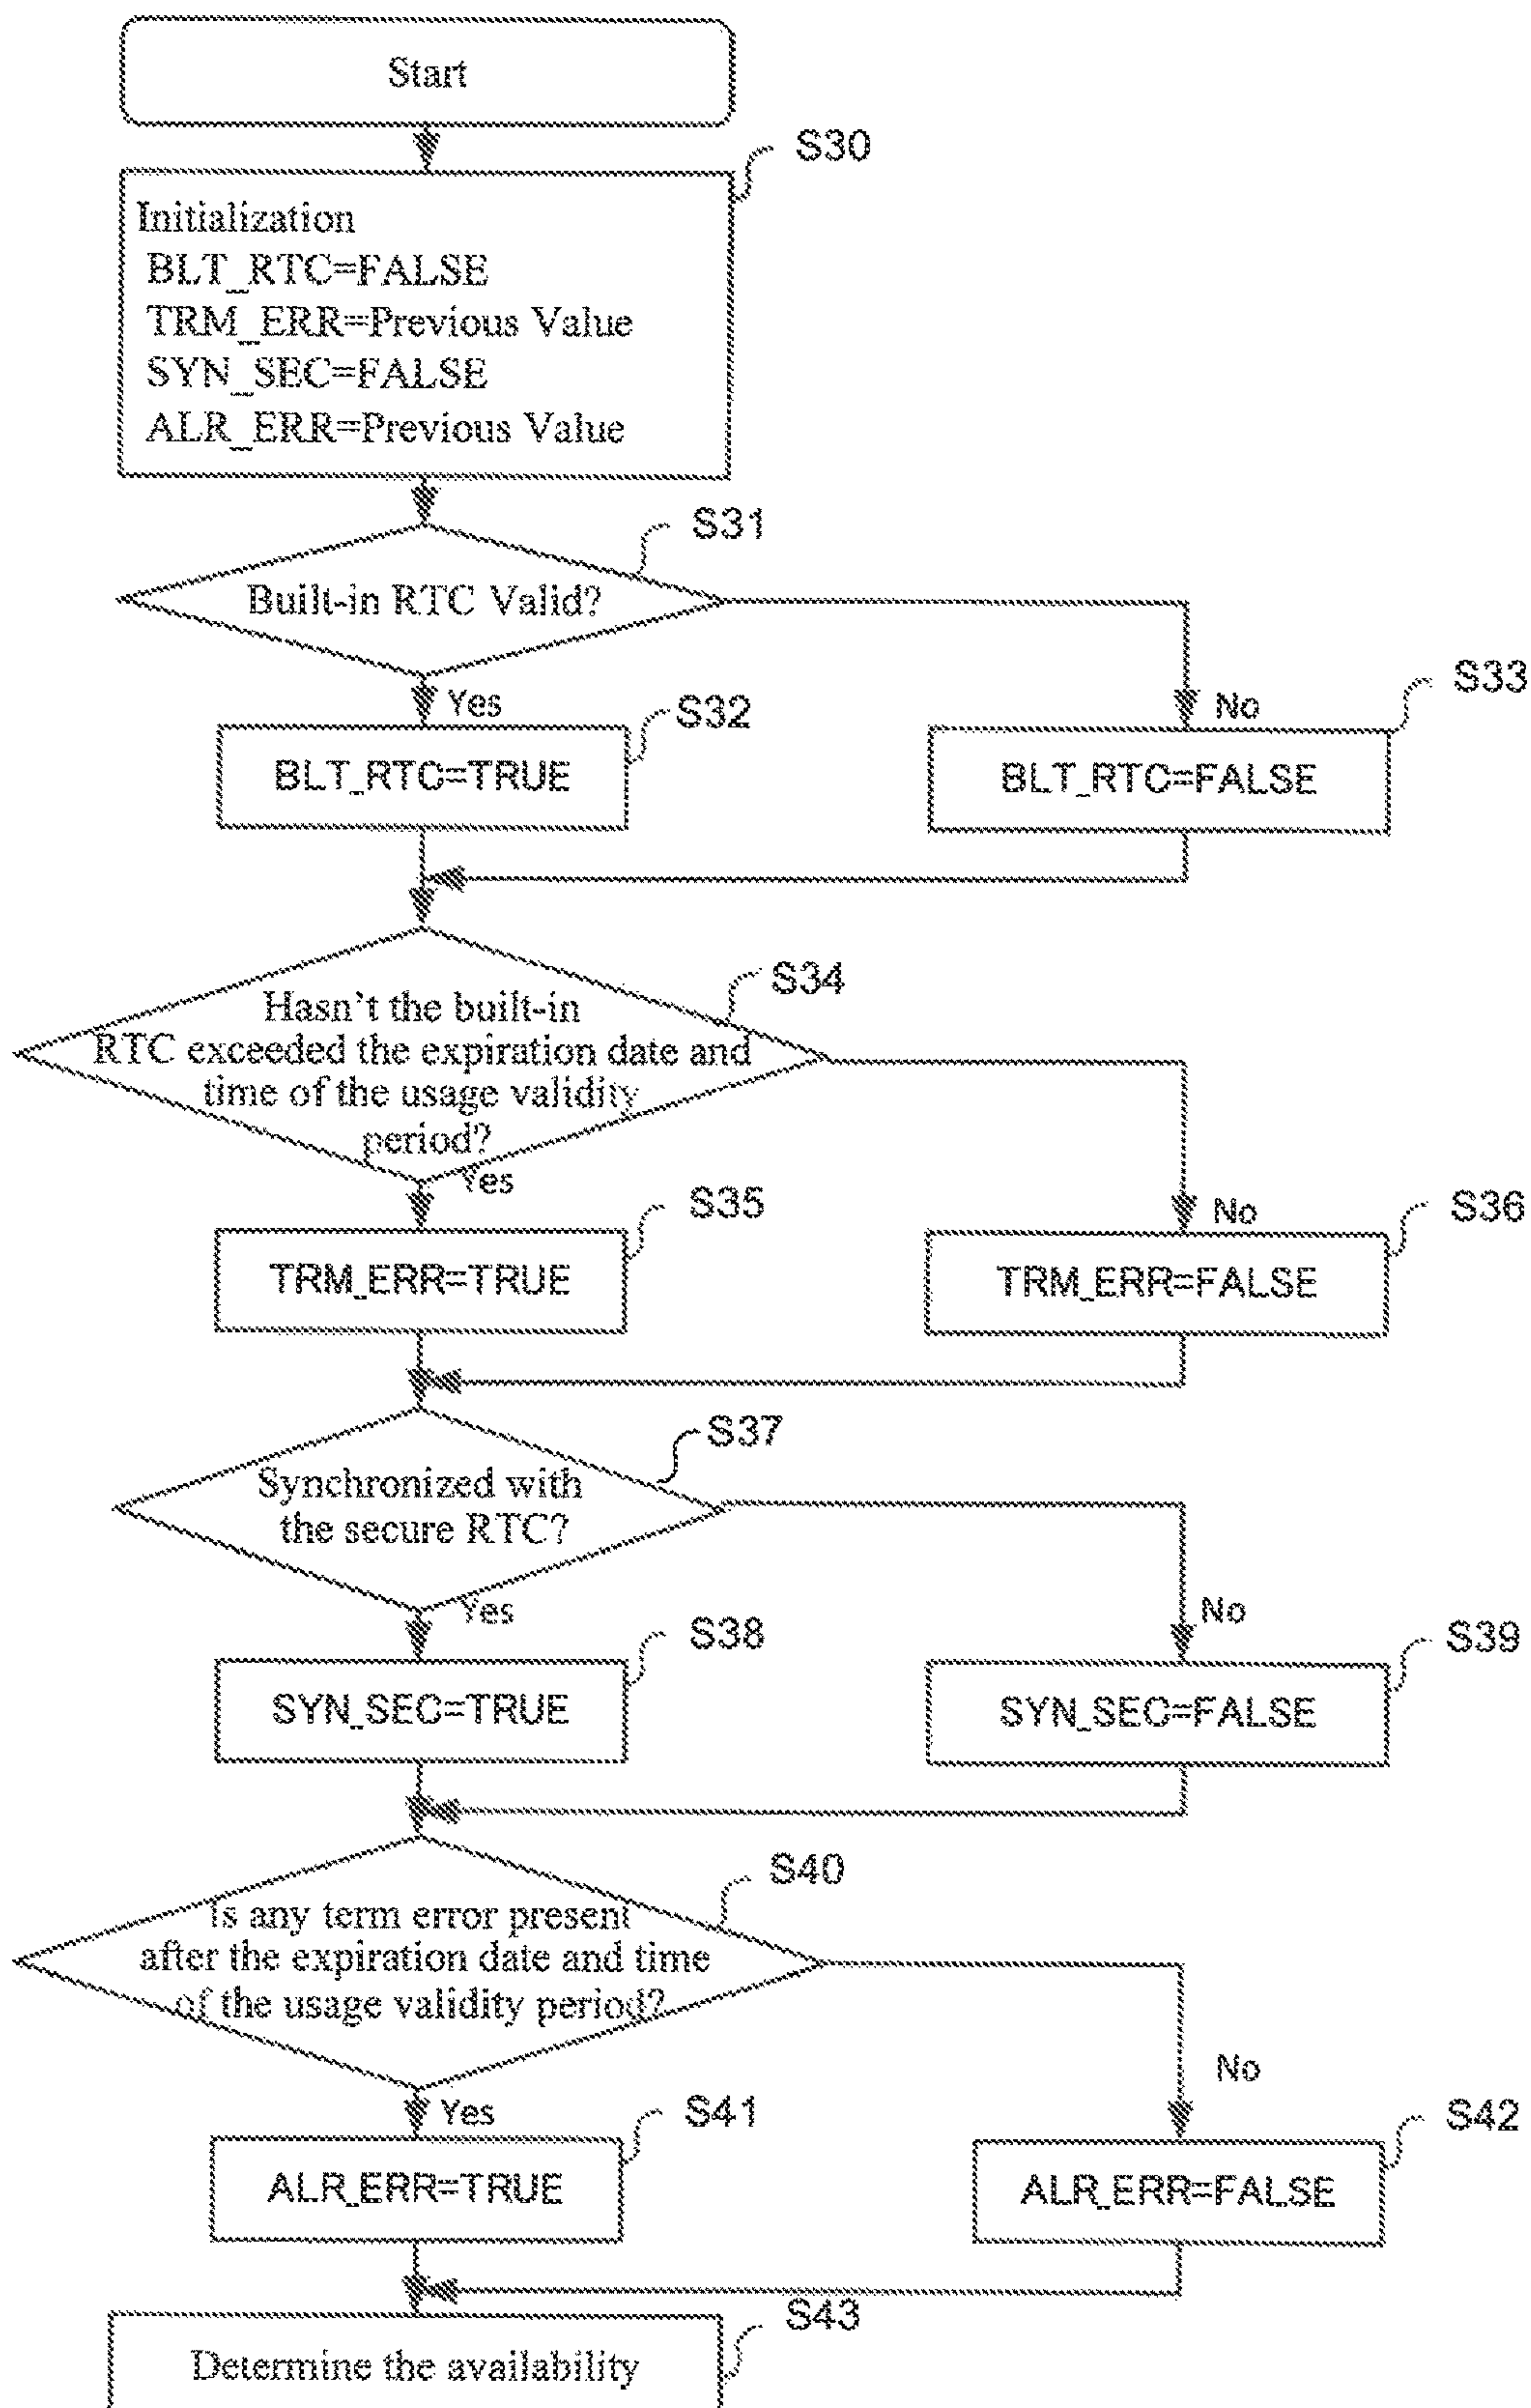 Start
S30
Initialization
BLT_RTC=FALSE
TRM_ERR=Previous Value
SYN_SEC=FALSE
ALR_ERR=Previous Value
S31
Built-in RTC Valid?
Yes
S32
No
S33
BLT_RTC=TRUE
BLT_RTC=FALSE
S34
Hasn't the built-in
RTC exceeded the expiration date and
time of the usage validity
period?
Yes
S35
No
S36
TRM_ERR=TRUE
TRM_ERR=FALSE
S37
Synchronized with
the secure RTC?
Yes
S38
No
S39
SYN_SEC=TRUE
SYN_SEC=FALSE
S40
Is any term error present
after the expiration date and time
of the usage validity period?
Yes
S41
No
S42
ALR_ERR=TRUE
ALR_ERR=FALSE
S43
Determine the availability